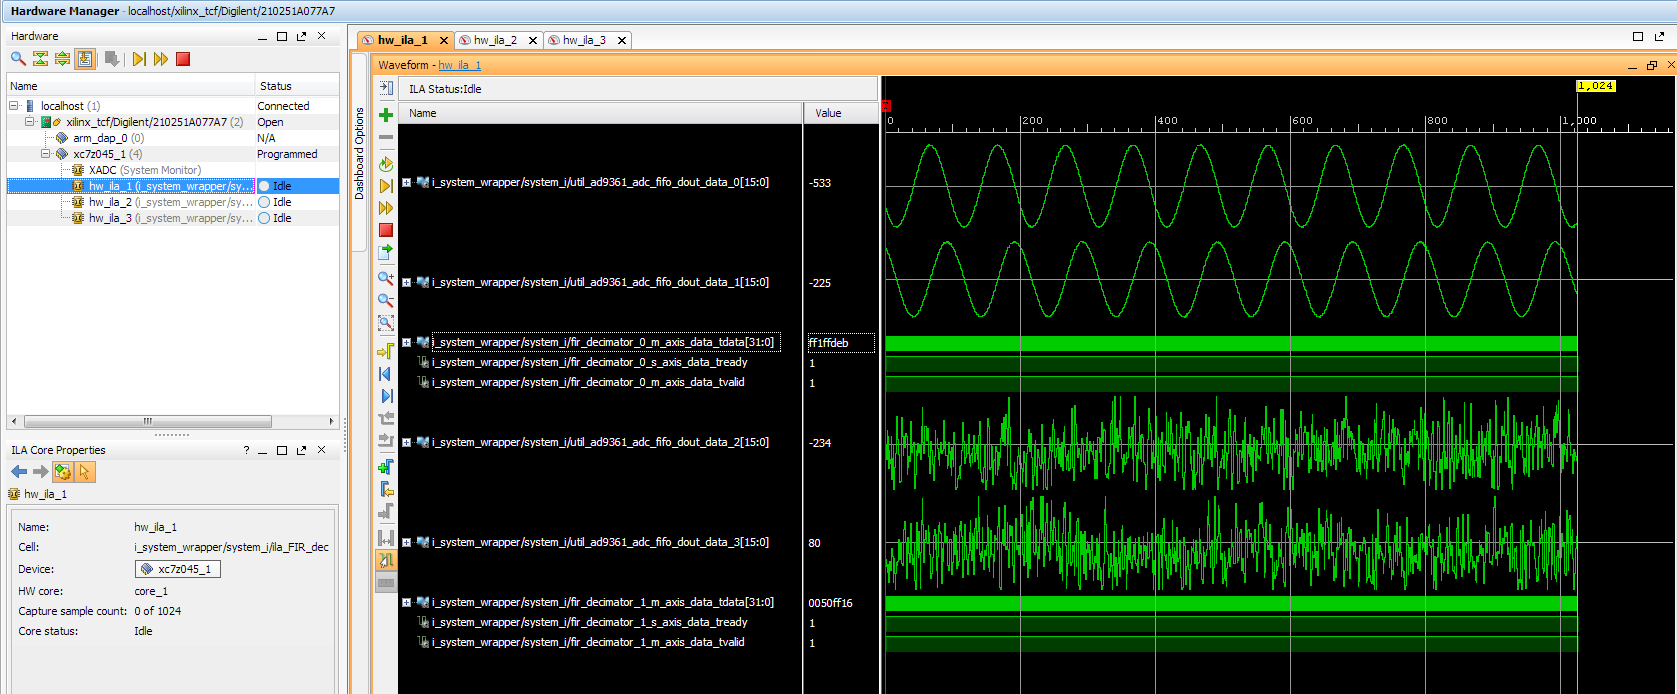 Hardware Manager - localhost/xilinx_tcf/Digilent/210251A077A7
Hardware
Name Status
localhost (1) Connected
xilinx_tcf/Digilent/210251A077A7 (2) Open
arm_dap_0 (0) N/A
xc7z045_1 (4) Programmed
XADC (System Monitor)
hw_ila_1 (i_system_wrapper/sy... Idle
hw_ila_2 (i_system_wrapper/sy... Idle
hw_ila_3 (i_system_wrapper/sy... Idle
ILA Core Properties
hw_ila_1
Name: hw_ila_1
Cell: i_system_wrapper/system_i/ila_FIR_dec
Device: xc7z045_1
HW core: core_1
Capture sample count: 0 of 1024
Core status: Idle
hw_ila_1 hw_ila_2 hw_ila_3
Dashboard Options
Waveform - hw_ila_1
ILA Status:Idle
Name Value
1,024
0 200 400 600 800 1,000
i_system_wrapper/system_i/util_ad9361_adc_fifo_dout_data_0[15:0] -533
i_system_wrapper/system_i/util_ad9361_adc_fifo_dout_data_1[15:0] -225
i_system_wrapper/system_i/fir_decimator_0_m_axis_data_tdata[31:0] ff1ffdeb
i_system_wrapper/system_i/fir_decimator_0_s_axis_data_tready 1
i_system_wrapper/system_i/fir_decimator_0_m_axis_data_tvalid 1
i_system_wrapper/system_i/util_ad9361_adc_fifo_dout_data_2[15:0] -234
i_system_wrapper/system_i/util_ad9361_adc_fifo_dout_data_3[15:0] 80
i_system_wrapper/system_i/fir_decimator_1_m_axis_data_tdata[31:0] 0050ff16
i_system_wrapper/system_i/fir_decimator_1_s_axis_data_tready 1
i_system_wrapper/system_i/fir_decimator_1_m_axis_data_tvalid 1